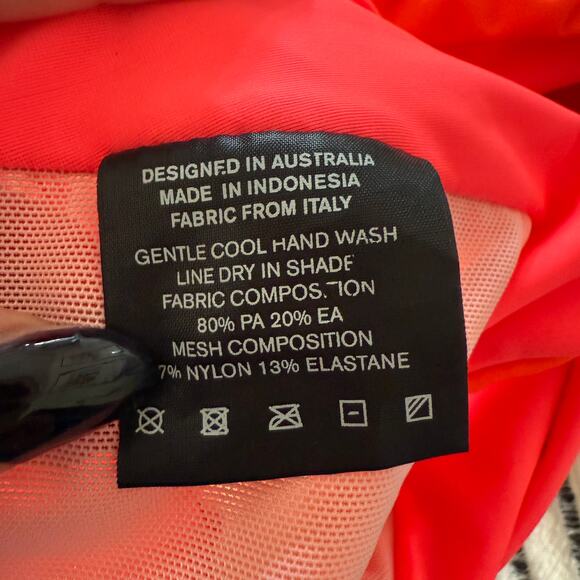 DESIGNED IN AUSTRALIA
MADE IN INDONESIA
FABRIC FROM ITALY
GENTLE COOL HAND WASH
LINE DRY IN SHADE
FABRIC COMPOSITION
80% PA 20% EA
MESH COMPOSITION
7% NYLON 13% ELASTANE